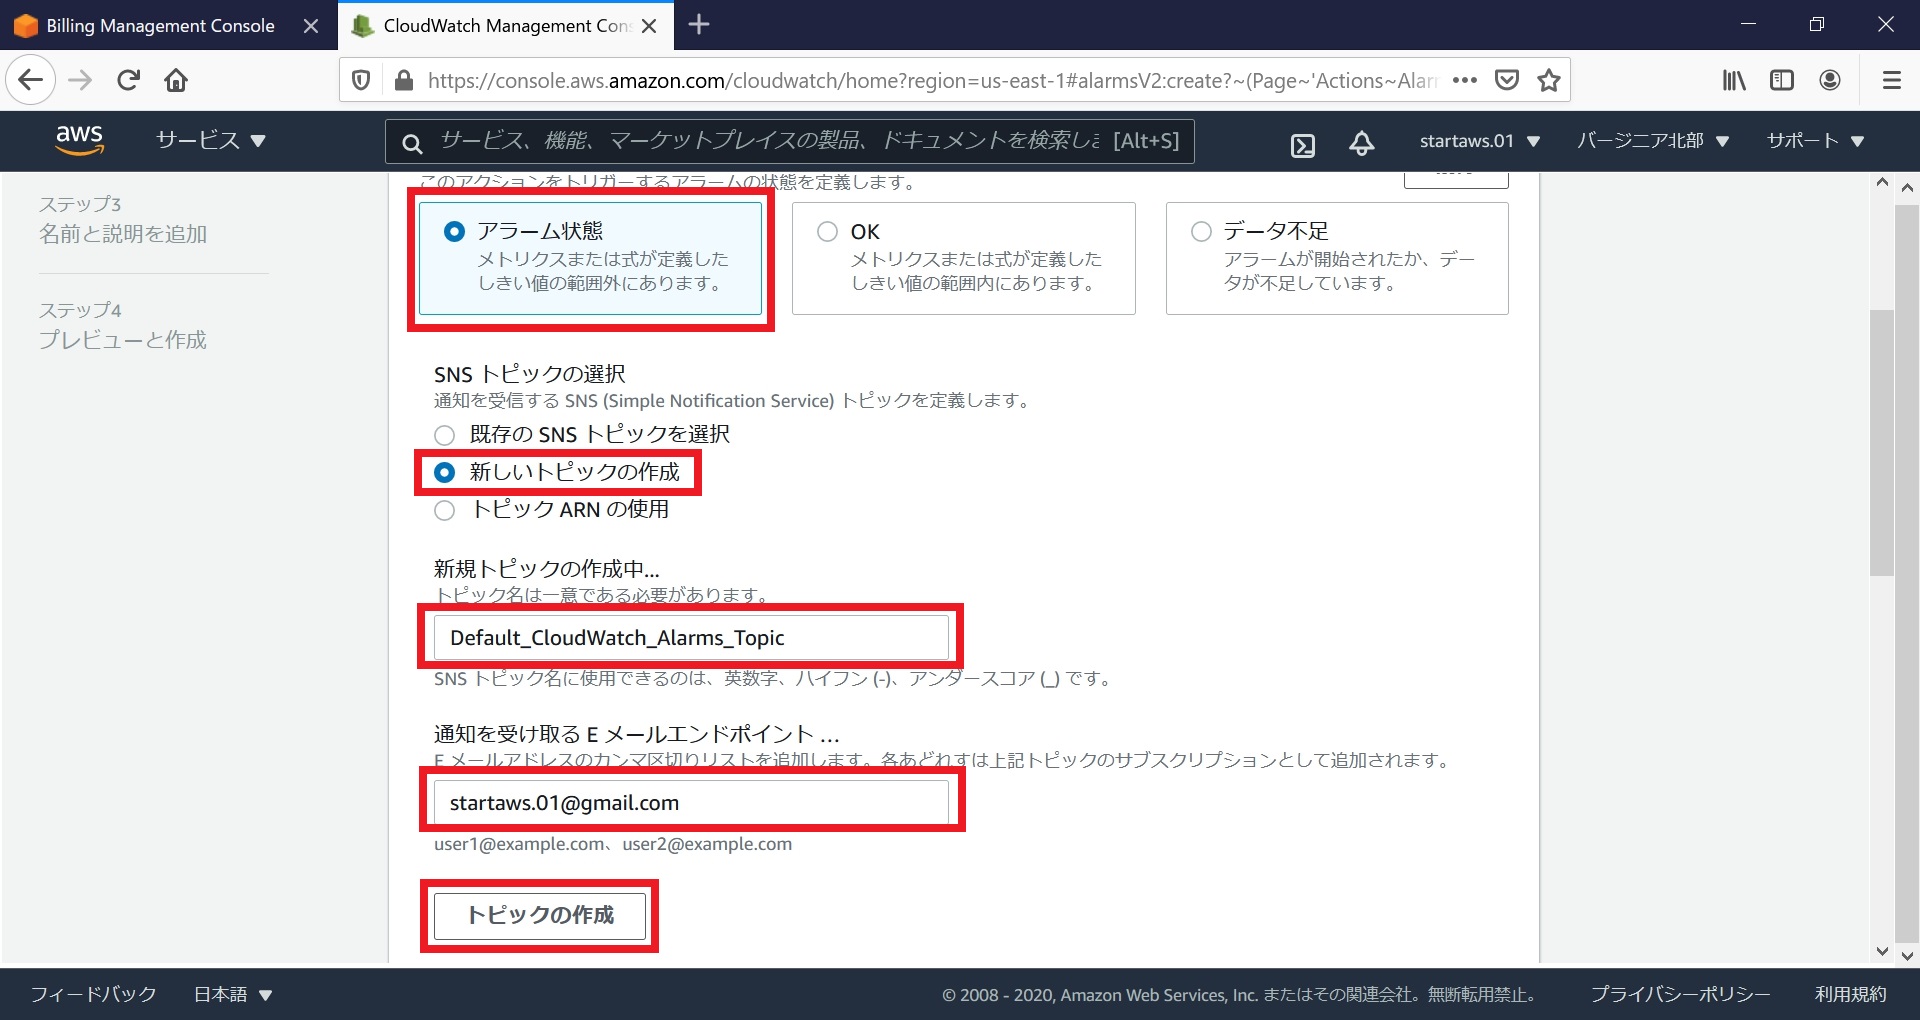 Billing Management Console
CloudWatch Management Cons
https://console.aws.amazon.com/cloudwatch/home?region=us-east-1#alarmsV2:create?~(Page~'Actions~Alarm
aws
サービス
サービス、機能、マーケットプレイスの製品、ドキュメントを検索しま [Alt+S]
startaws.01
バージニア北部
サポート
ステップ3
名前と説明を追加
ステップ4
プレビューと作成
このアクションをトリガーするアラームの状態を定義します。
アラーム状態
メトリクスまたは式が定義した
しきい値の範囲外にあります。
OK
メトリクスまたは式が定義した
しきい値の範囲内にあります。
データ不足
アラームが開始されたか、デー
タが不足しています。
SNS トピックの選択
通知を受信する SNS (Simple Notification Service) トピックを定義します。
既存の SNS トピックを選択
新しいトピックの作成
トピック ARN の使用
新規トピックの作成中...
トピック名は一意である必要があります。
Default_CloudWatch_Alarms_Topic
SNS トピック名に使用できるのは、英数字、ハイフン (-)、アンダースコア (_) です。
通知を受け取る E メールエンドポイント ...
E メールアドレスのカンマ区切りリストを追加します。各あどれすは上記トピックのサブスクリプションとして追加されます。
startaws.01@gmail.com
user1@example.com、user2@example.com
トピックの作成
フィードバック
日本語
© 2008 - 2020, Amazon Web Services, Inc. またはその関連会社。無断転用禁止。
プライバシーポリシー
利用規約